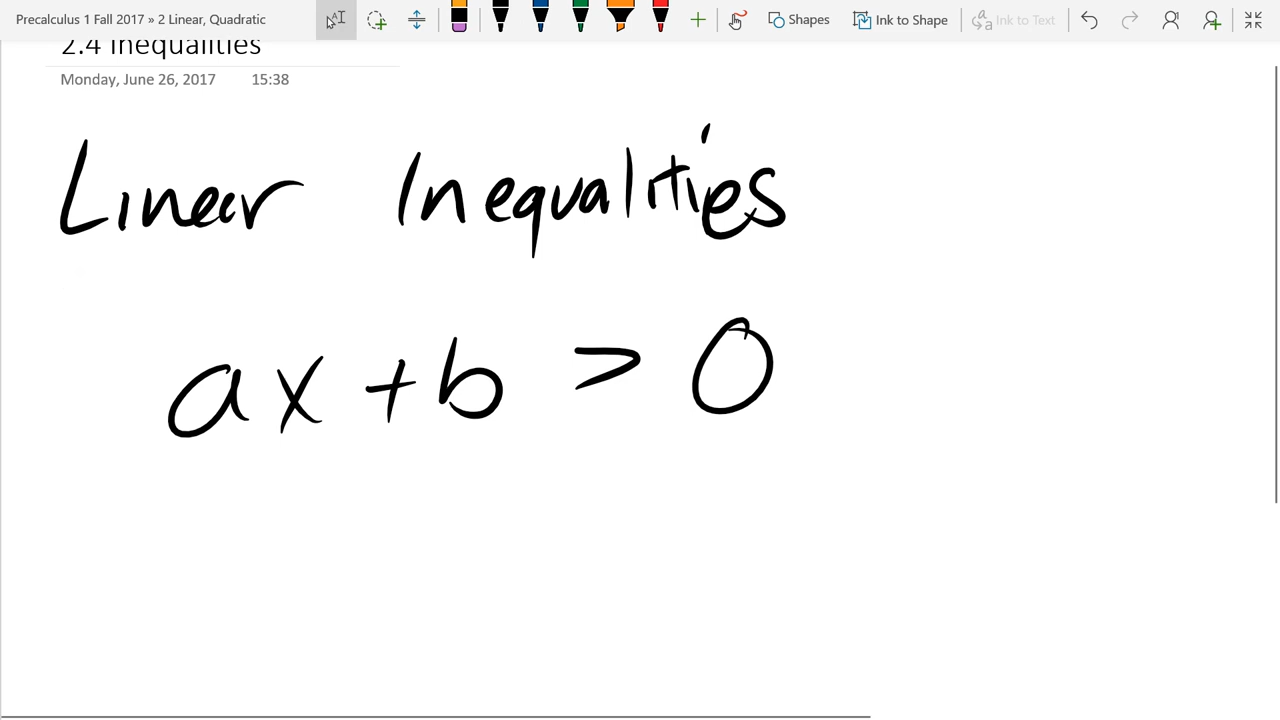 Precalculus 1 Fall 2017 » 2 Linear, Quadratic
Shapes
Ink to Shape
Ink to Text
2.4 Inequalities
Monday, June 26, 2017 15:38
Linear Inequalities
ax + b > 0